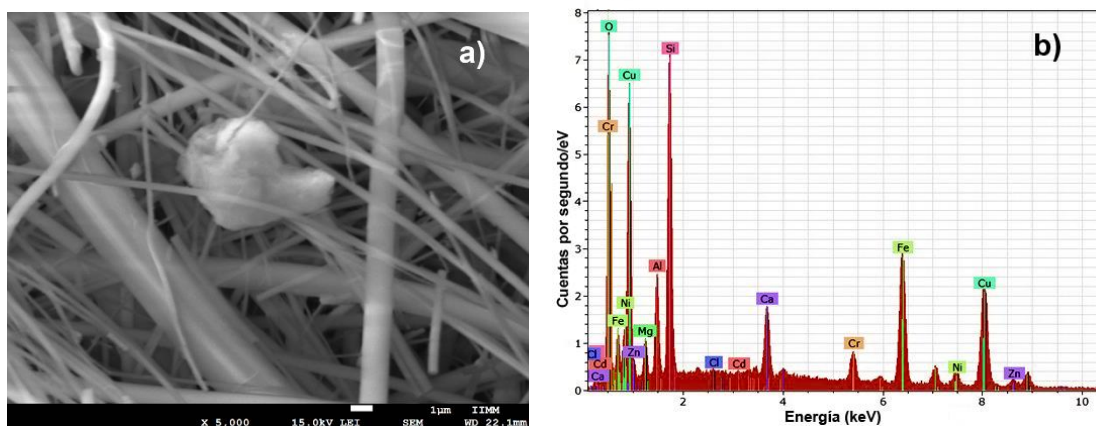 a)
X 5.000 15.0kV LEI SEM 1μm IIMM WD 22.1mm
b)
Cuentas por segundo/eV
8
7
6
5
4
3
2
1
0
O
Cu
Si
Cr
Fe
Al
Cu
Ca
Ni
Fe
Mg
Zn
Cr
Cl
Cd
Ca
Cl
Cd
Ni
Zn
2 4 6 8 10
Energía (keV)